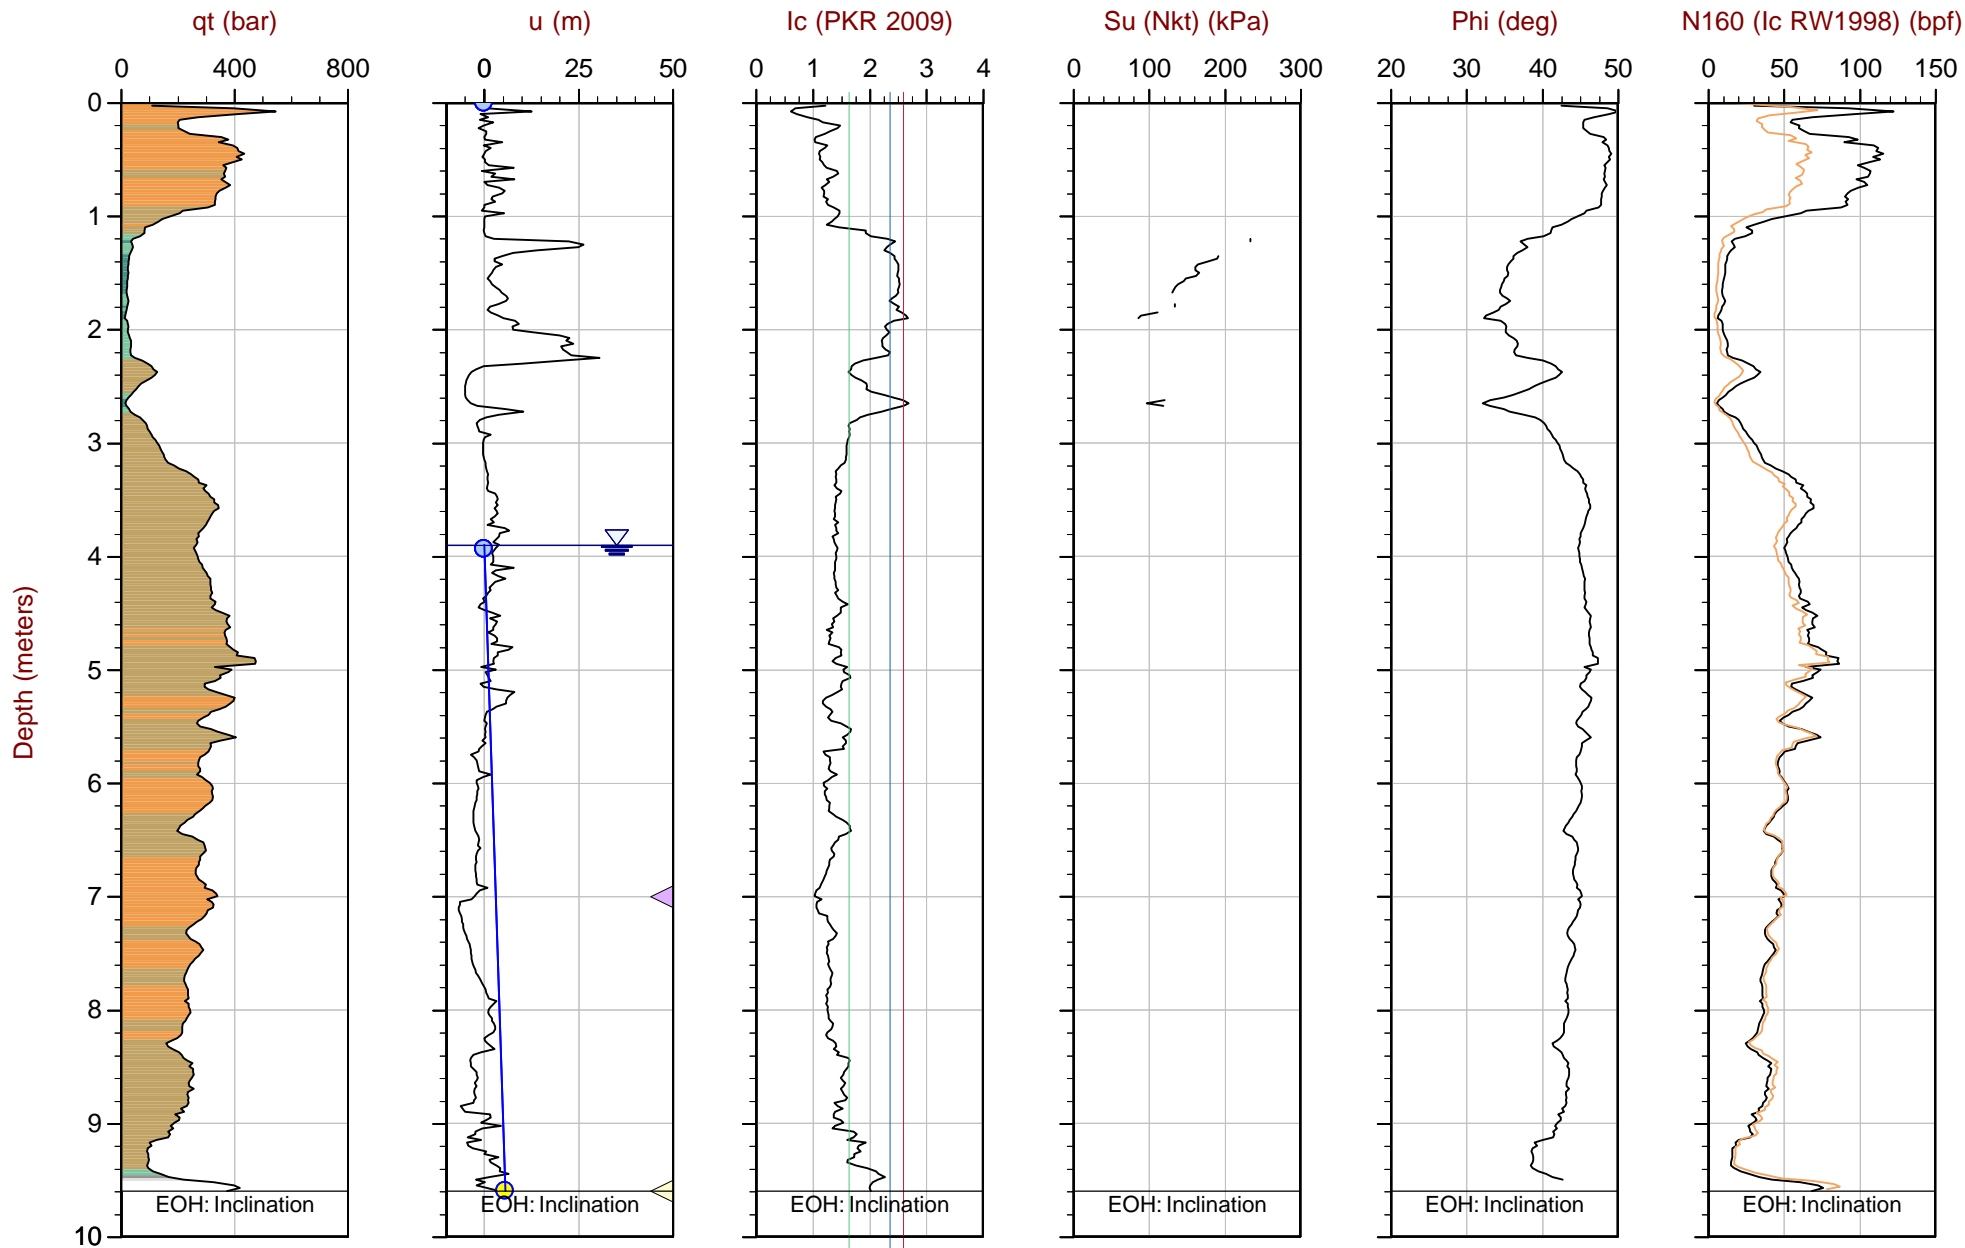 qt (bar) u (m) Ic (PKR 2009) Su (Nkt) (kPa) Phi (deg) N160 (Ic RW1998) (bpf)
0 400 800 0 25 50 0 1 2 3 4 0 100 200 300 20 30 40 50 0 50 100 150
0
1
2
3
4
5
6
7
8
9
10
Depth (meters)
EOH: Inclination EOH: Inclination EOH: Inclination EOH: Inclination EOH: Inclination EOH: Inclination